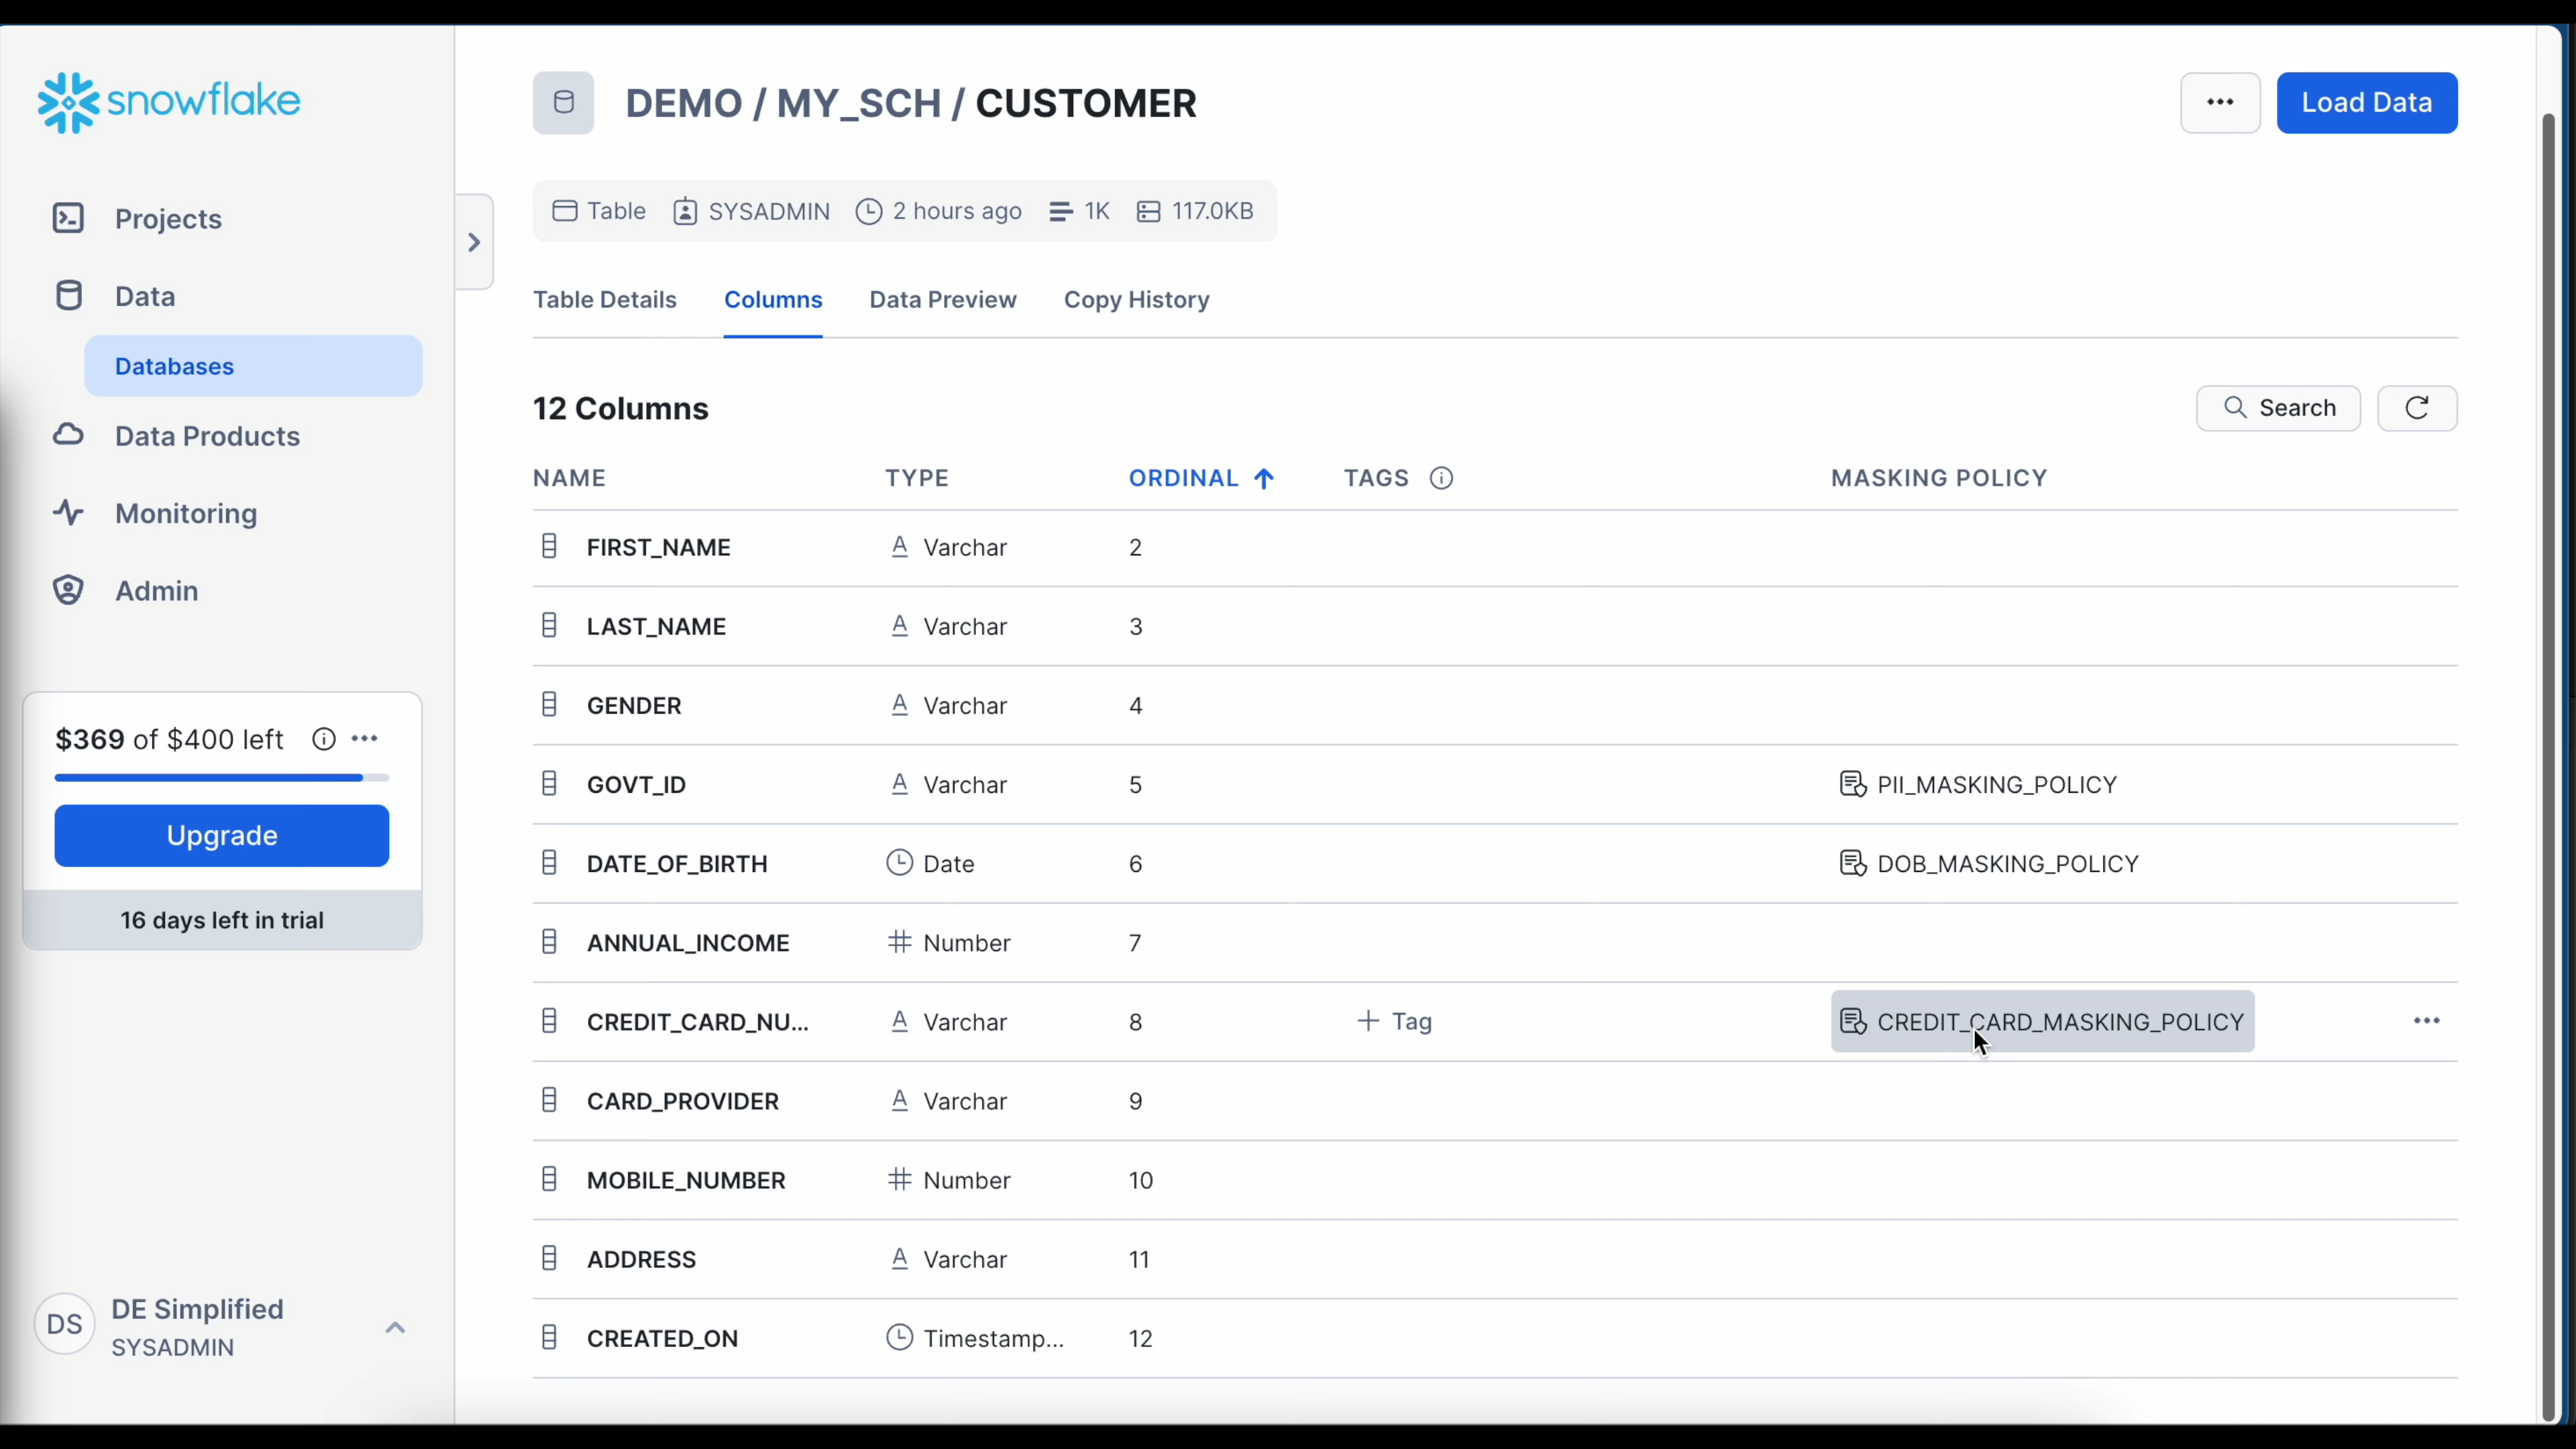 snowflake
Projects
Data
Databases
Data Products
Monitoring
Admin
$369 of $400 left
Upgrade
16 days left in trial
DS
DE Simplified
SYSADMIN
DEMO / MY_SCH / CUSTOMER
Load Data
Table SYSADMIN 2 hours ago 1K 117.0KB
Table Details Columns Data Preview Copy History
12 Columns
Search
NAME TYPE ORDINAL TAGS MASKING POLICY
FIRST_NAME Varchar 2
LAST_NAME Varchar 3
GENDER Varchar 4
GOVT_ID Varchar 5 PII_MASKING_POLICY
DATE_OF_BIRTH Date 6 DOB_MASKING_POLICY
ANNUAL_INCOME Number 7
CREDIT_CARD_NU... Varchar 8 + Tag CREDIT_CARD_MASKING_POLICY
CARD_PROVIDER Varchar 9
MOBILE_NUMBER Number 10
ADDRESS Varchar 11
CREATED_ON Timestamp... 12